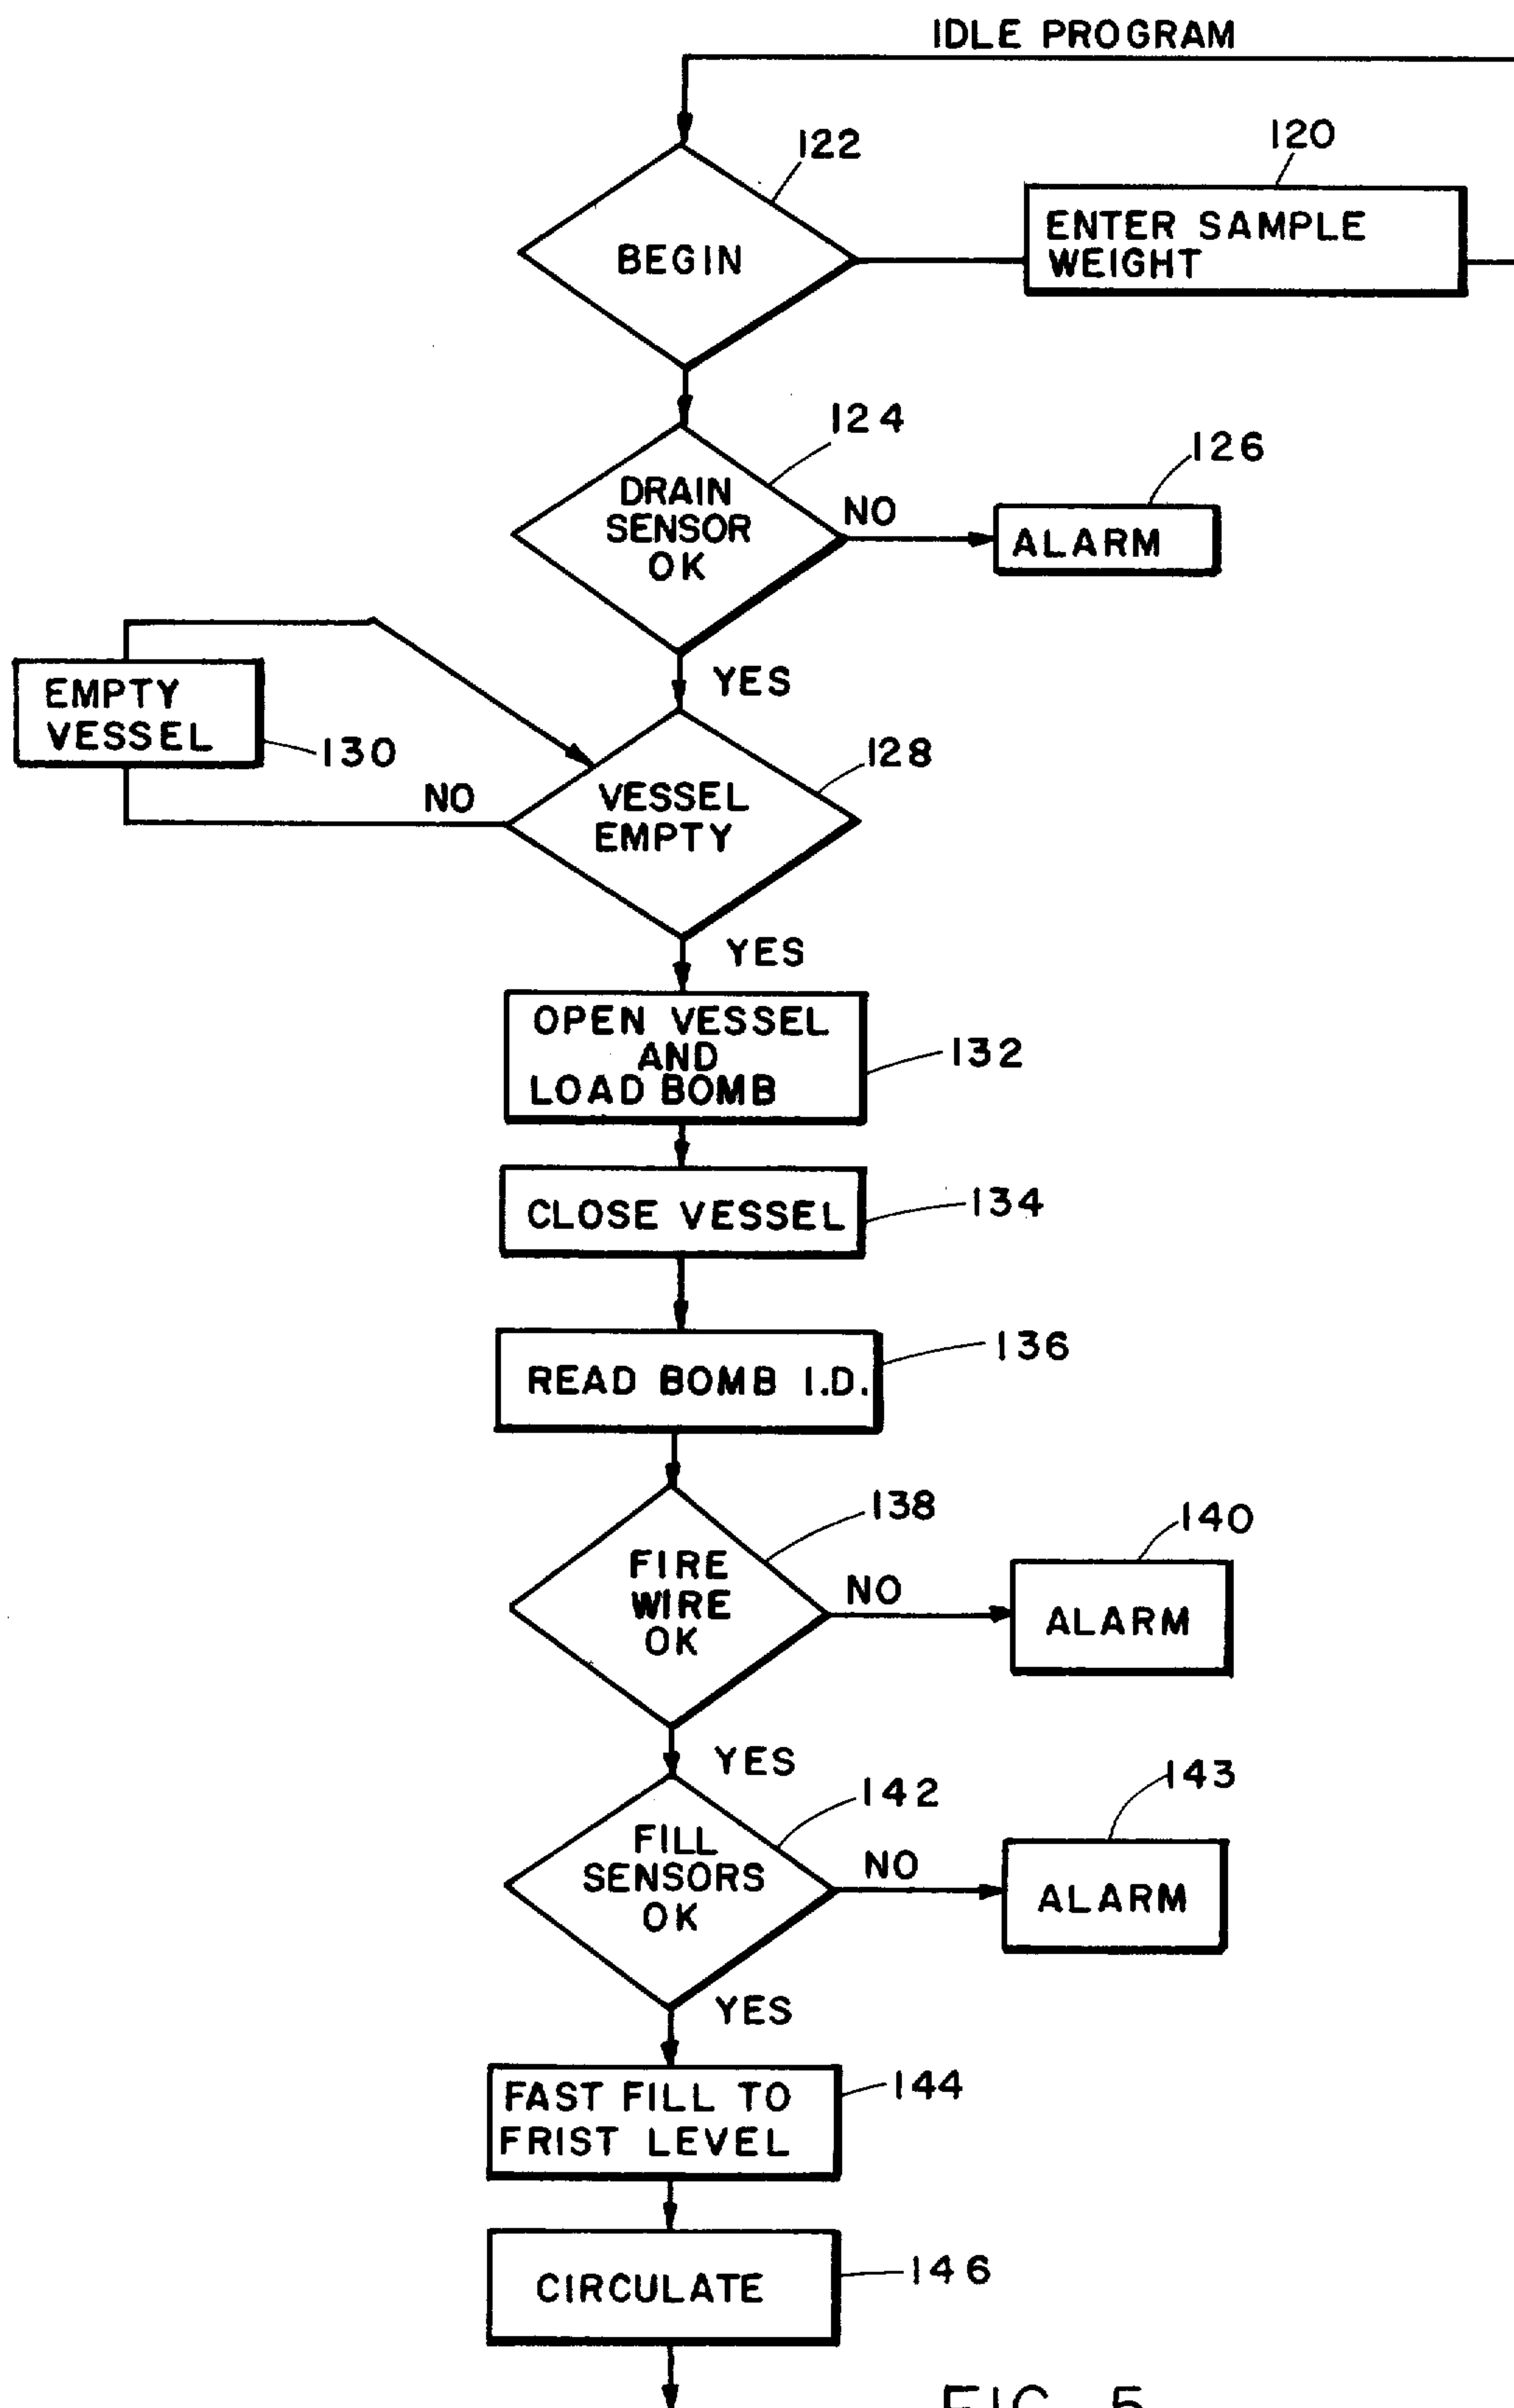 IDLE PROGRAM
122
BEGIN
120
ENTER SAMPLE
WEIGHT
124
DRAIN
SENSOR
OK
NO
126
ALARM
YES
EMPTY
VESSEL
130
NO
128
VESSEL
EMPTY
YES
OPEN VESSEL
AND
LOAD BOMB
132
CLOSE VESSEL
134
READ BOMB I.D.
136
138
FIRE
WIRE
OK
NO
140
ALARM
YES
142
FILL
SENSORS
OK
NO
143
ALARM
YES
FAST FILL TO
FRIST LEVEL
144
CIRCULATE
146
FIG. 5